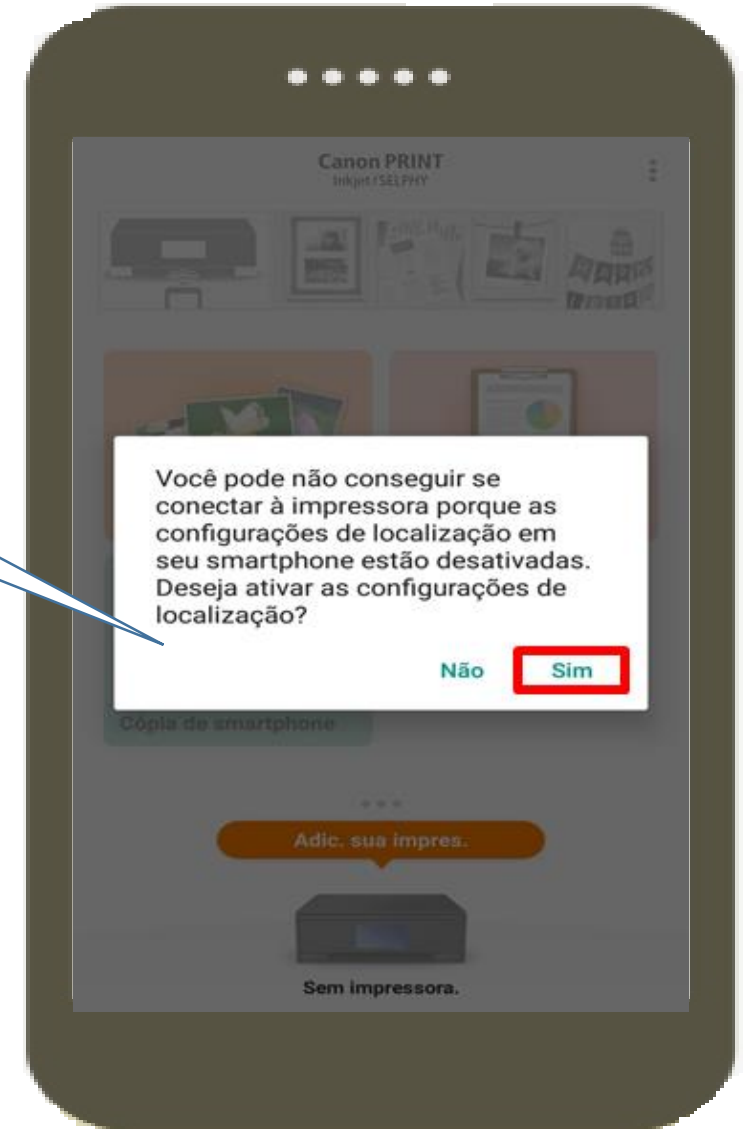 Canon PRINT
Inkjet / SELPHY
Você pode não conseguir se
conectar à impressora porque as
configurações de localização em
seu smartphone estão desativadas.
Deseja ativar as configurações de
localização?
Não Sim
Cópia de smartphone
Adic. sua impres.
Sem impressora.